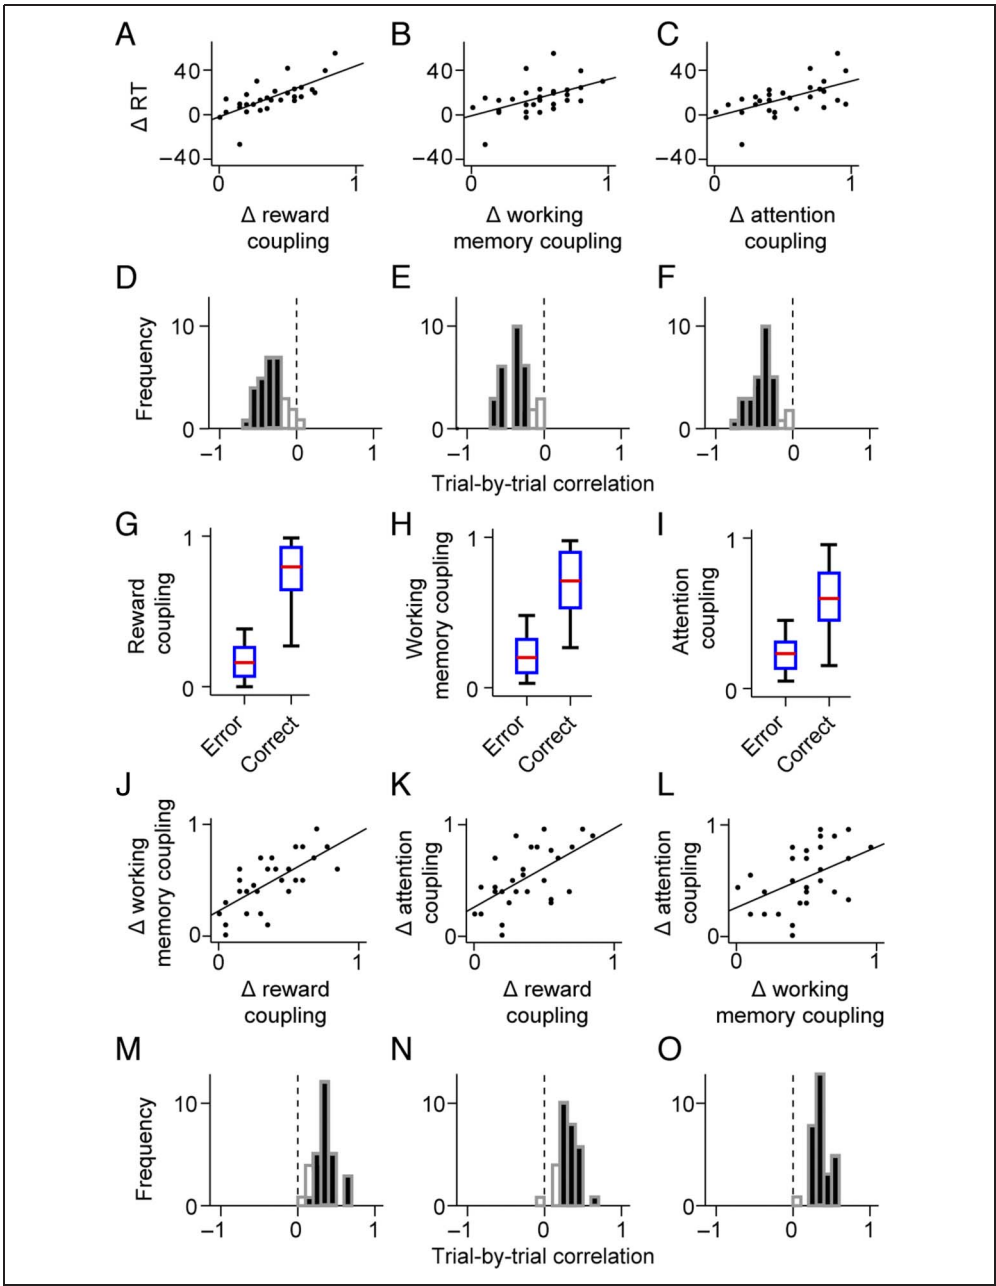 A
B
C
Δ RT
40
0
−40
0
1
Δ reward
coupling
40
0
−40
0
1
Δ working
memory coupling
40
0
−40
0
1
Δ attention
coupling
D
E
F
Frequency
10
0
−1
0
1
10
0
−1
0
1
10
0
−1
0
1
Trial-by-trial correlation
G
H
I
Reward
coupling
1
0
Error
Correct
Working
memory coupling
1
0
Error
Correct
Attention
coupling
1
0
Error
Correct
J
K
L
Δ working
memory coupling
1
0
0
1
Δ reward
coupling
Δ attention
coupling
1
0
0
1
Δ reward
coupling
Δ attention
coupling
1
0
0
1
Δ working
memory coupling
M
N
O
Frequency
10
0
−1
0
1
10
0
−1
0
1
10
0
−1
0
1
Trial-by-trial correlation